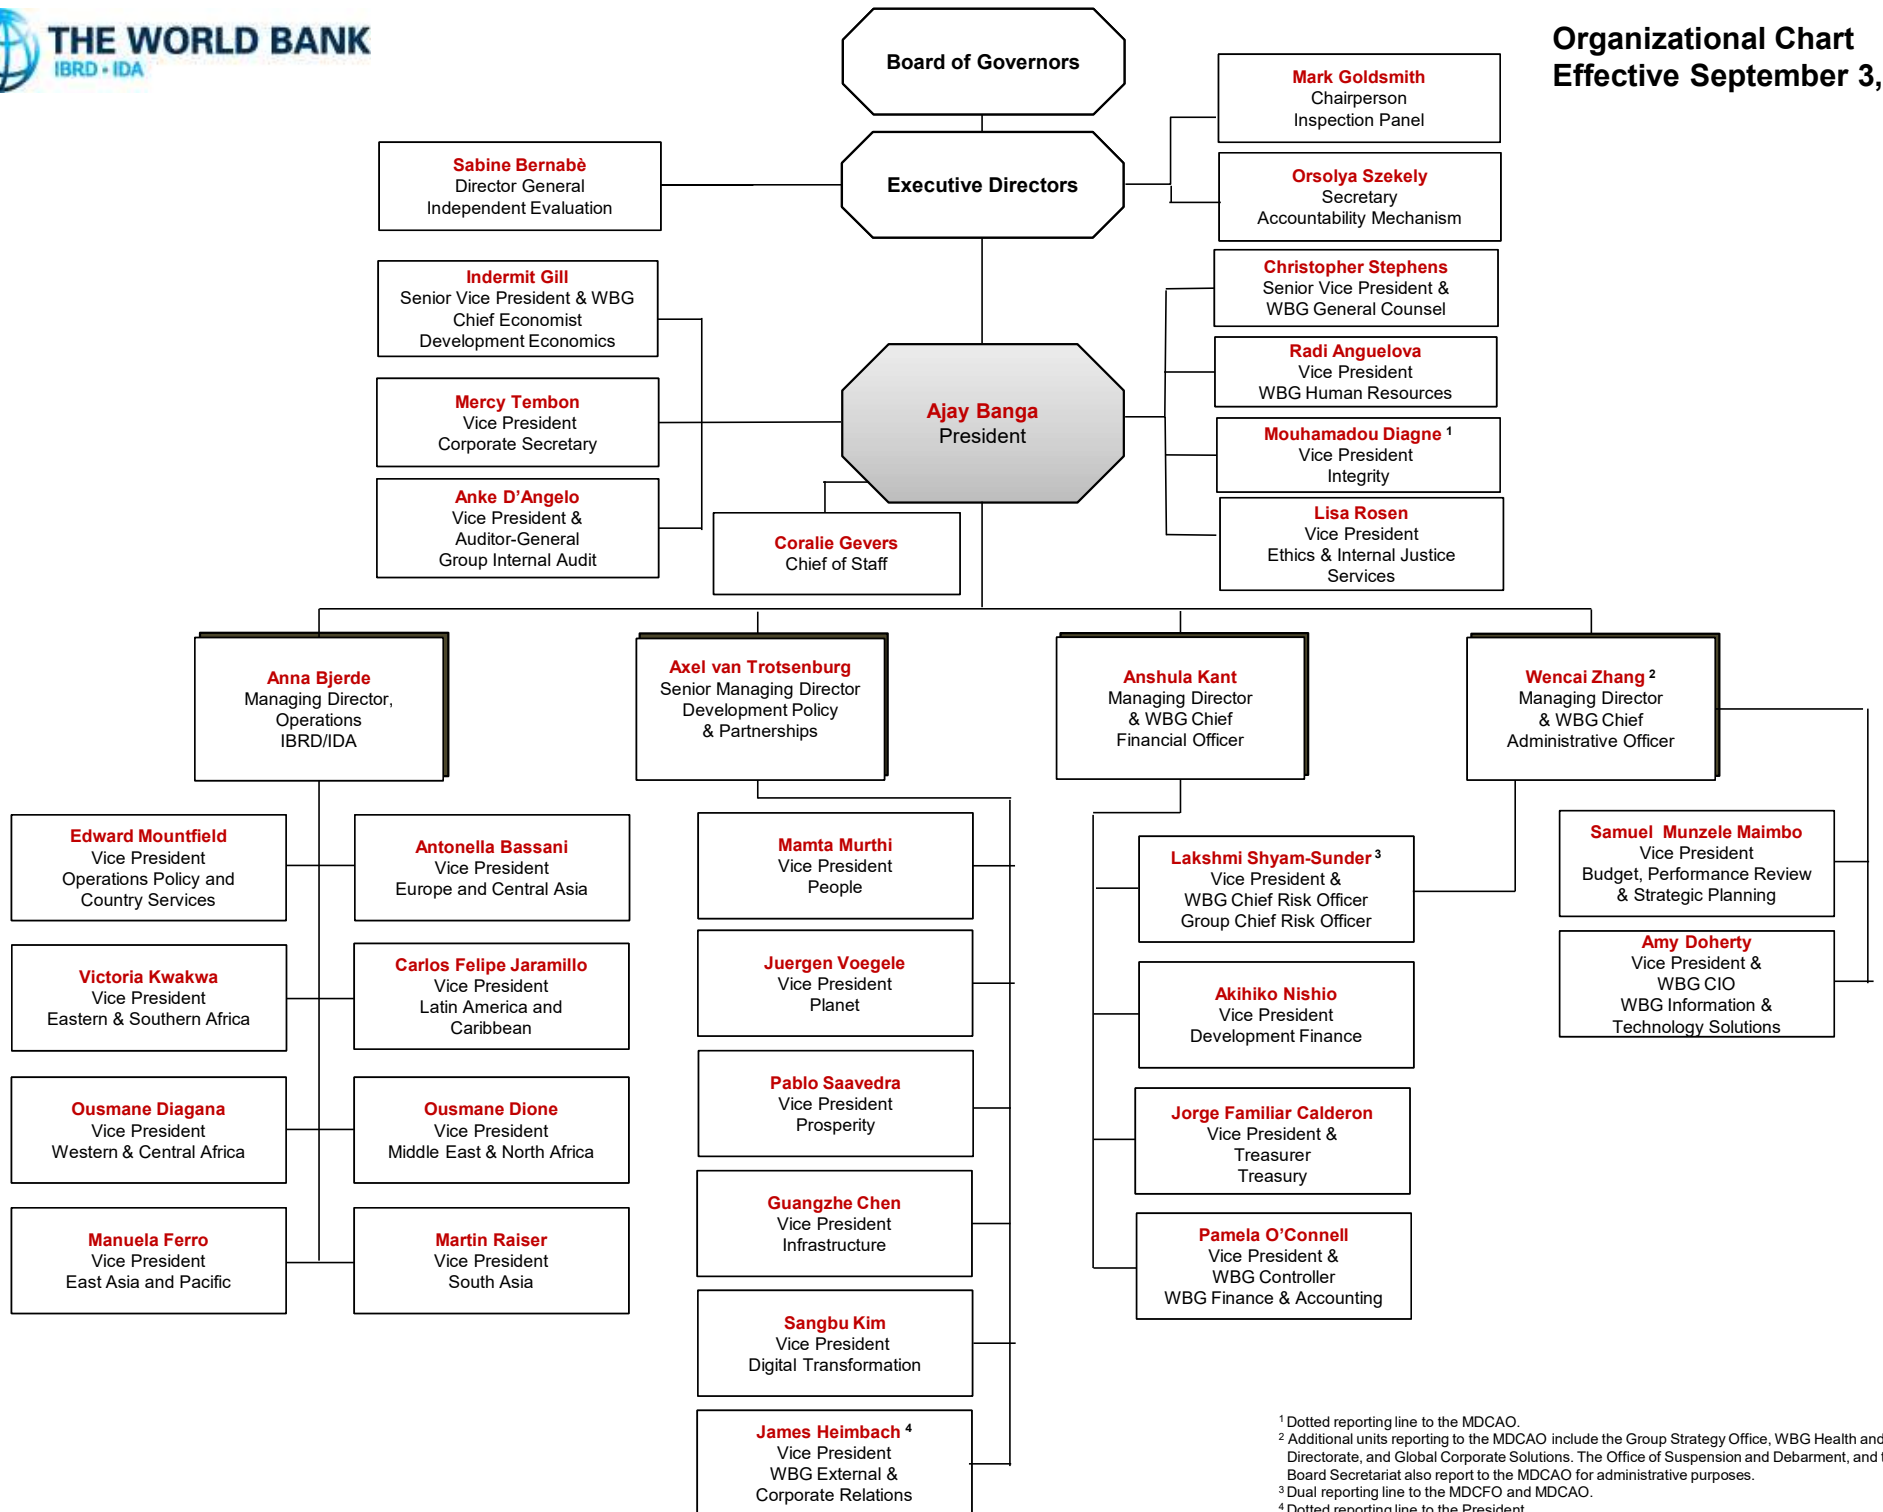 THE WORLD BANK
IBRD • IDA
Organizational Chart
Effective September 3,
Board of Governors
Executive Directors
Mark Goldsmith
Chairperson
Inspection Panel
Sabine Bernabè
Director General
Independent Evaluation
Orsolya Szekely
Secretary
Accountability Mechanism
Indermit Gill
Senior Vice President & WBG
Chief Economist
Development Economics
Christopher Stephens
Senior Vice President &
WBG General Counsel
Mercy Tembon
Vice President
Corporate Secretary
Ajay Banga
President
Radi Anguelova
Vice President
WBG Human Resources
Mouhamadou Diagne 1
Vice President
Integrity
Anke D’Angelo
Vice President &
Auditor-General
Group Internal Audit
Coralie Gevers
Chief of Staff
Lisa Rosen
Vice President
Ethics & Internal Justice
Services
Anna Bjerde
Managing Director,
Operations
IBRD/IDA
Axel van Trotsenburg
Senior Managing Director
Development Policy
& Partnerships
Anshula Kant
Managing Director
& WBG Chief
Financial Officer
Wencai Zhang 2
Managing Director
& WBG Chief
Administrative Officer
Edward Mountfield
Vice President
Operations Policy and
Country Services
Antonella Bassani
Vice President
Europe and Central Asia
Victoria Kwakwa
Vice President
Eastern & Southern Africa
Carlos Felipe Jaramillo
Vice President
Latin America and
Caribbean
Ousmane Diagana
Vice President
Western & Central Africa
Ousmane Dione
Vice President
Middle East & North Africa
Manuela Ferro
Vice President
East Asia and Pacific
Martin Raiser
Vice President
South Asia
Mamta Murthi
Vice President
People
Juergen Voegele
Vice President
Planet
Pablo Saavedra
Vice President
Prosperity
Guangzhe Chen
Vice President
Infrastructure
Sangbu Kim
Vice President
Digital Transformation
James Heimbach 4
Vice President
WBG External &
Corporate Relations
Lakshmi Shyam-Sunder 3
Vice President &
WBG Chief Risk Officer
Group Chief Risk Officer
Akihiko Nishio
Vice President
Development Finance
Jorge Familiar Calderon
Vice President &
Treasurer
Treasury
Pamela O’Connell
Vice President &
WBG Controller
WBG Finance & Accounting
Samuel Munzele Maimbo
Vice President
Budget, Performance Review
& Strategic Planning
Amy Doherty
Vice President &
WBG CIO
WBG Information &
Technology Solutions
1 Dotted reporting line to the MDCAO.
2 Additional units reporting to the MDCAO include the Group Strategy Office, WBG Health and
Directorate, and Global Corporate Solutions. The Office of Suspension and Debarment, and
Board Secretariat also report to the MDCAO for administrative purposes.
3 Dual reporting line to the MDCFO and MDCAO.
4 Dotted reporting line to the President